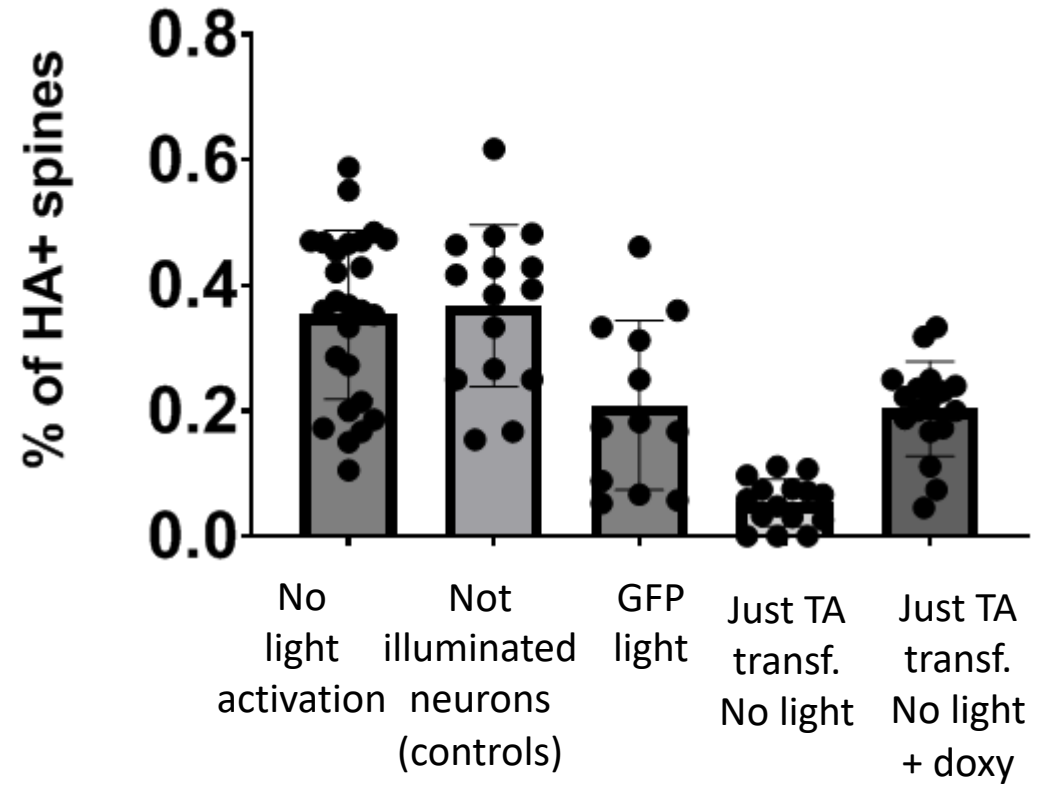 % of HA+ spines
0.8
0.6
0.4
0.2
0.0
No
light
activation
Not
illuminated
neurons
(controls)
GFP
light
Just TA
transf.
No light
Just TA
transf.
No light
+ doxy